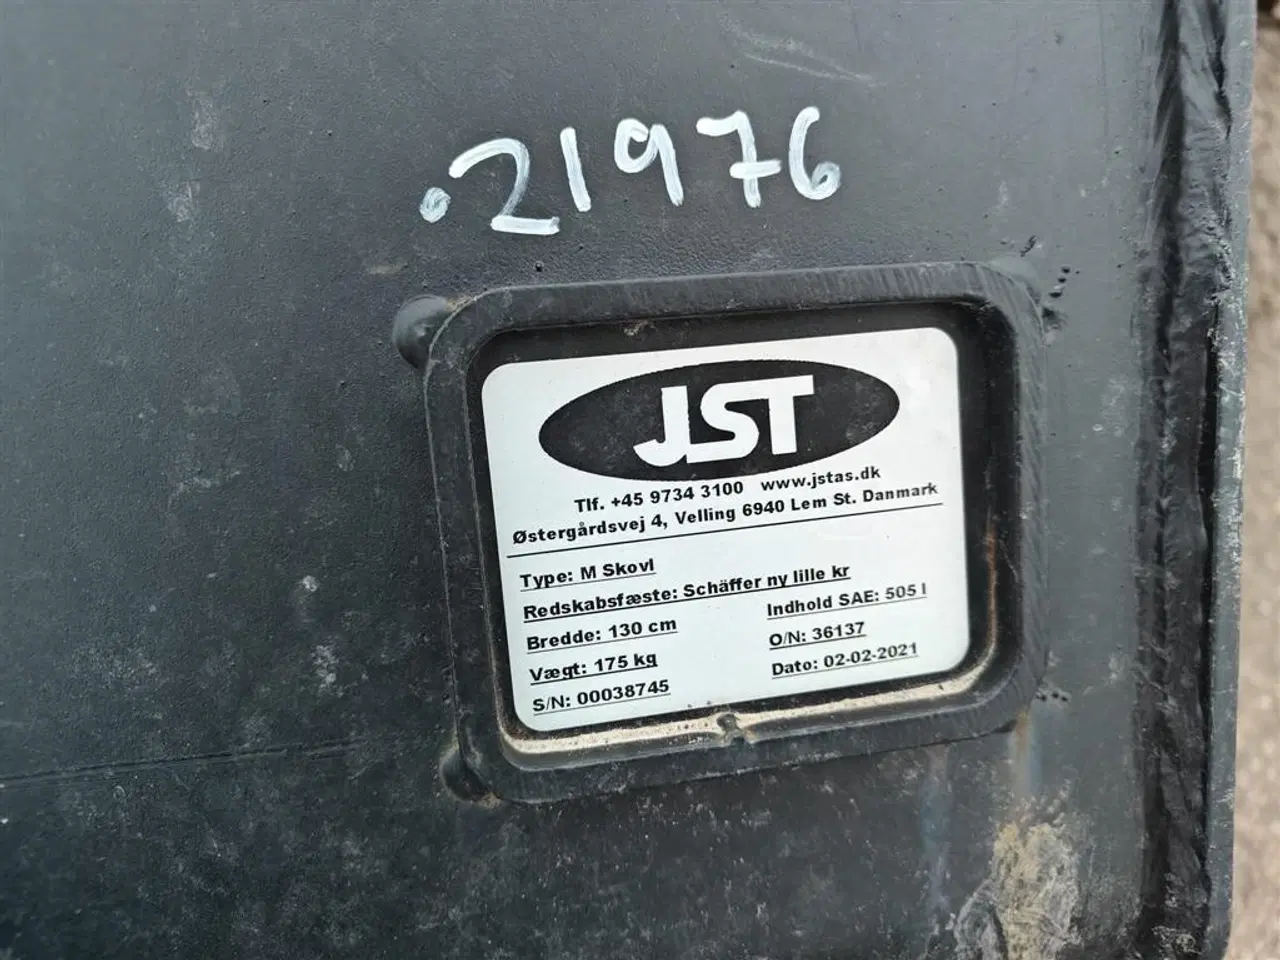 .21976
JST
Tlf. +45 9734 3100 www.jstas.dk
Østergårdsvej 4, Velling 6940 Lem St. Danmark
Type: M Skovl
Redskabsfæste: Schäffer ny lille kr
Bredde: 130 cm Indhold SAE: 505 l
Vægt: 175 kg O/N: 36137
S/N: 00038745 Dato: 02-02-2021